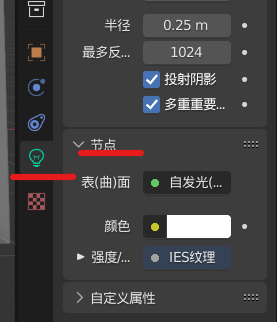 半径 0.25 m
最多反... 1024
投射阴影
多重重要...
节点
表(曲)面 自发光(...
颜色
强度/... IES纹理
自定义属性